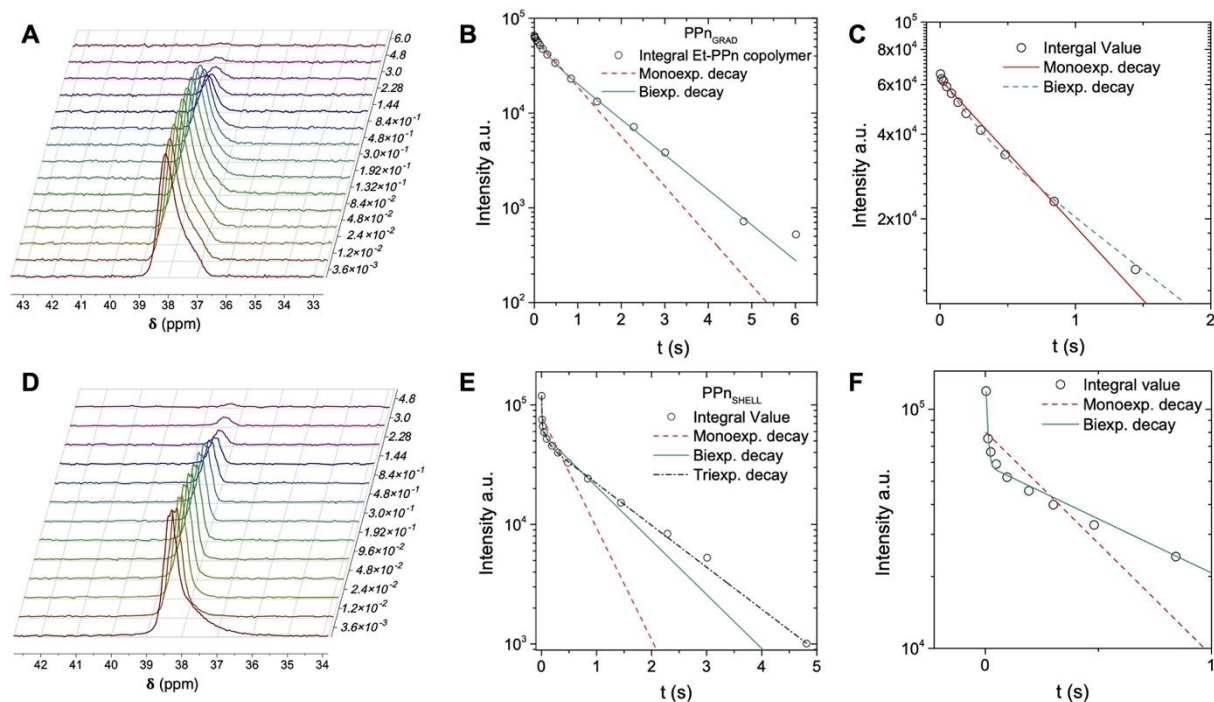 A
6.0
4.8
3.0
2.28
1.44
8.4×10⁻¹
4.8×10⁻¹
3.0×10⁻¹
1.92×10⁻¹
1.32×10⁻¹
8.4×10⁻²
4.8×10⁻²
2.4×10⁻²
1.2×10⁻²
3.6×10⁻³
43 42 41 40 39 38 37 36 35 34 33
δ (ppm)
B
PPn_GRAD
Integral Et-PPn copolymer
Monoexp. decay
Biexp. decay
Intensity a.u.
10⁵
10⁴
10³
10²
0 1 2 3 4 5 6
t (s)
C
Intergal Value
Monoexp. decay
Biexp. decay
Intensity a.u.
10⁵
8x10⁴
6x10⁴
4x10⁴
2x10⁴
0 1 2
t (s)
D
4.8
3.0
2.28
1.44
8.4×10⁻¹
4.8×10⁻¹
3.0×10⁻¹
1.92×10⁻¹
9.6×10⁻²
4.8×10⁻²
2.4×10⁻²
1.2×10⁻²
3.6×10⁻³
42 41 40 39 38 37 36 35 34
δ (ppm)
E
PPn_SHELL
Integral Value
Monoexp. decay
Biexp. decay
Triexp. decay
Intensity a.u.
10⁵
10⁴
10³
0 1 2 3 4 5
t (s)
F
Integral value
Monoexp. decay
Biexp. decay
Intensity a.u.
10⁵
10⁴
0 1
t (s)